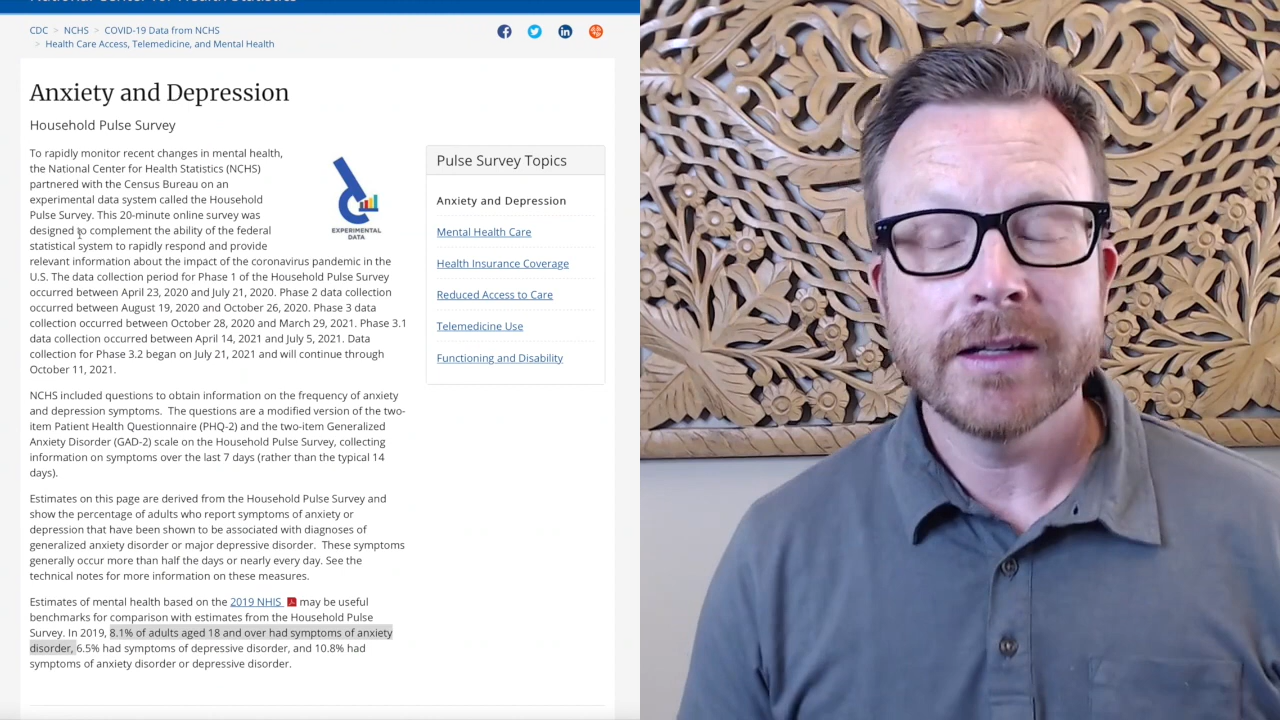 National Center for Health Statistics
CDC > NCHS > COVID-19 Data from NCHS
> Health Care Access, Telemedicine, and Mental Health
Anxiety and Depression
Household Pulse Survey
To rapidly monitor recent changes in mental health,
the National Center for Health Statistics (NCHS)
partnered with the Census Bureau on an
experimental data system called the Household
Pulse Survey. This 20-minute online survey was
designed to complement the ability of the federal
statistical system to rapidly respond and provide
relevant information about the impact of the coronavirus pandemic in the
U.S. The data collection period for Phase 1 of the Household Pulse Survey
occurred between April 23, 2020 and July 21, 2020. Phase 2 data collection
occurred between August 19, 2020 and October 26, 2020. Phase 3 data
collection occurred between October 28, 2020 and March 29, 2021. Phase 3.1
data collection occurred between April 14, 2021 and July 5, 2021. Data
collection for Phase 3.2 began on July 21, 2021 and will continue through
October 11, 2021.
EXPERIMENTAL
DATA
NCHS included questions to obtain information on the frequency of anxiety
and depression symptoms. The questions are a modified version of the two-
item Patient Health Questionnaire (PHQ-2) and the two-item Generalized
Anxiety Disorder (GAD-2) scale on the Household Pulse Survey, collecting
information on symptoms over the last 7 days (rather than the typical 14
days).
Estimates on this page are derived from the Household Pulse Survey and
show the percentage of adults who report symptoms of anxiety or
depression that have been shown to be associated with diagnoses of
generalized anxiety disorder or major depressive disorder. These symptoms
generally occur more than half the days or nearly every day. See the
technical notes for more information on these measures.
Estimates of mental health based on the 2019 NHIS may be useful
benchmarks for comparison with estimates from the Household Pulse
Survey. In 2019, 8.1% of adults aged 18 and over had symptoms of anxiety
disorder, 6.5% had symptoms of depressive disorder, and 10.8% had
symptoms of anxiety disorder or depressive disorder.
Pulse Survey Topics
Anxiety and Depression
Mental Health Care
Health Insurance Coverage
Reduced Access to Care
Telemedicine Use
Functioning and Disability